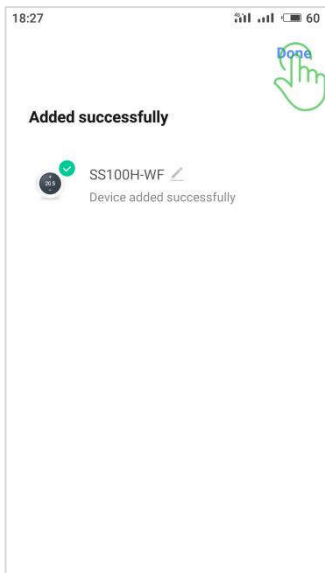 18:27 60
Done
Added successfully
20.5
SS100H-WF
Device added successfully